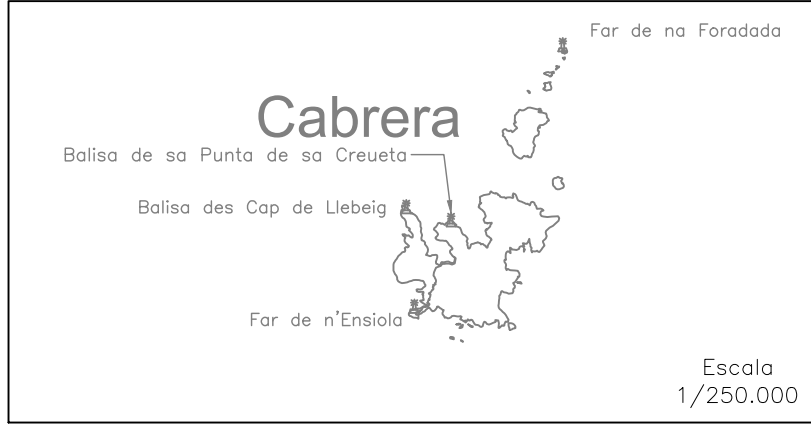 Far de na Foradada
Cabrera
Balisa de sa Punta de sa Creueta
Balisa des Cap de Llebeig
Far de n'Ensiola
Escala
1/250.000